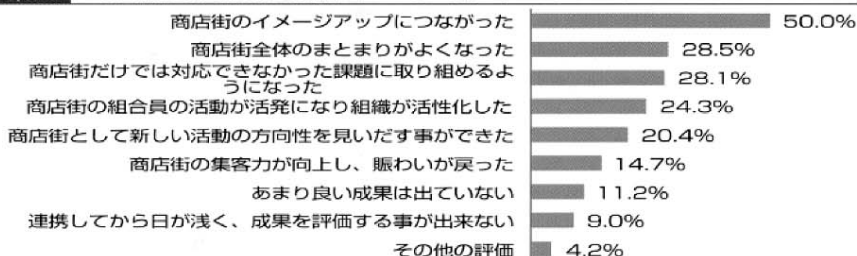 商店街のイメージアップにつながった 50.0%
商店街全体のまとまりがよくなった 28.5%
商店街だけでは対応できなかった課題に取り組めるよ
うになった 28.1%
商店街の組合員の活動が活発になり組織が活性化した 24.3%
商店街として新しい活動の方向性を見いだす事ができた 20.4%
商店街の集客力が向上し、賑わいが戻った 14.7%
あまり良い成果は出ていない 11.2%
連携してから日が浅く、成果を評価する事が出来ない 9.0%
その他の評価 4.2%